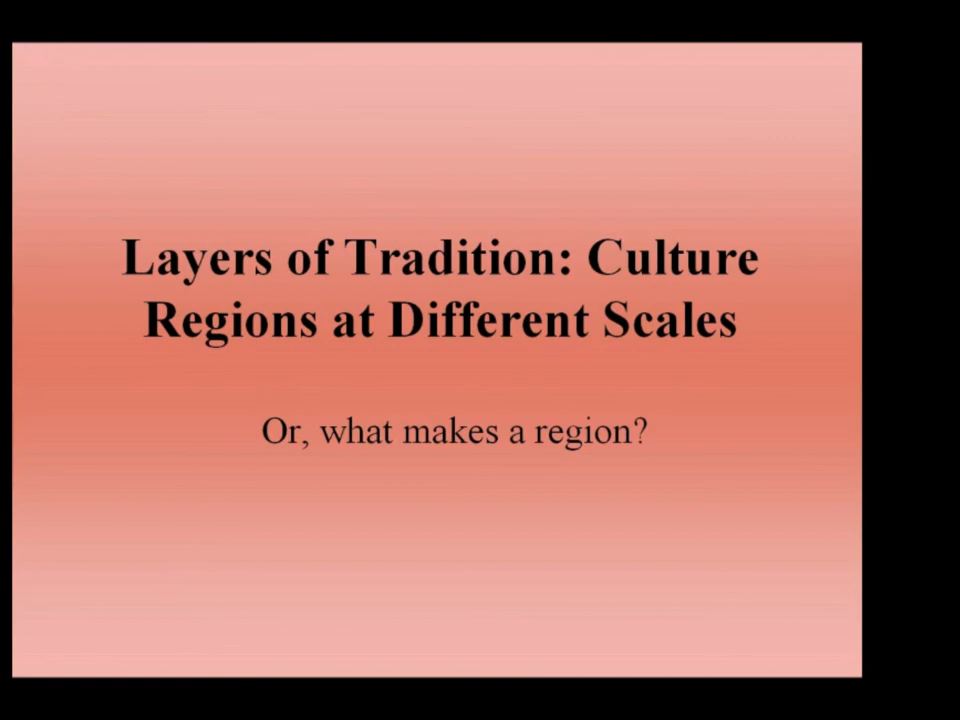 Layers of Tradition: Culture
Regions at Different Scales
Or, what makes a region?